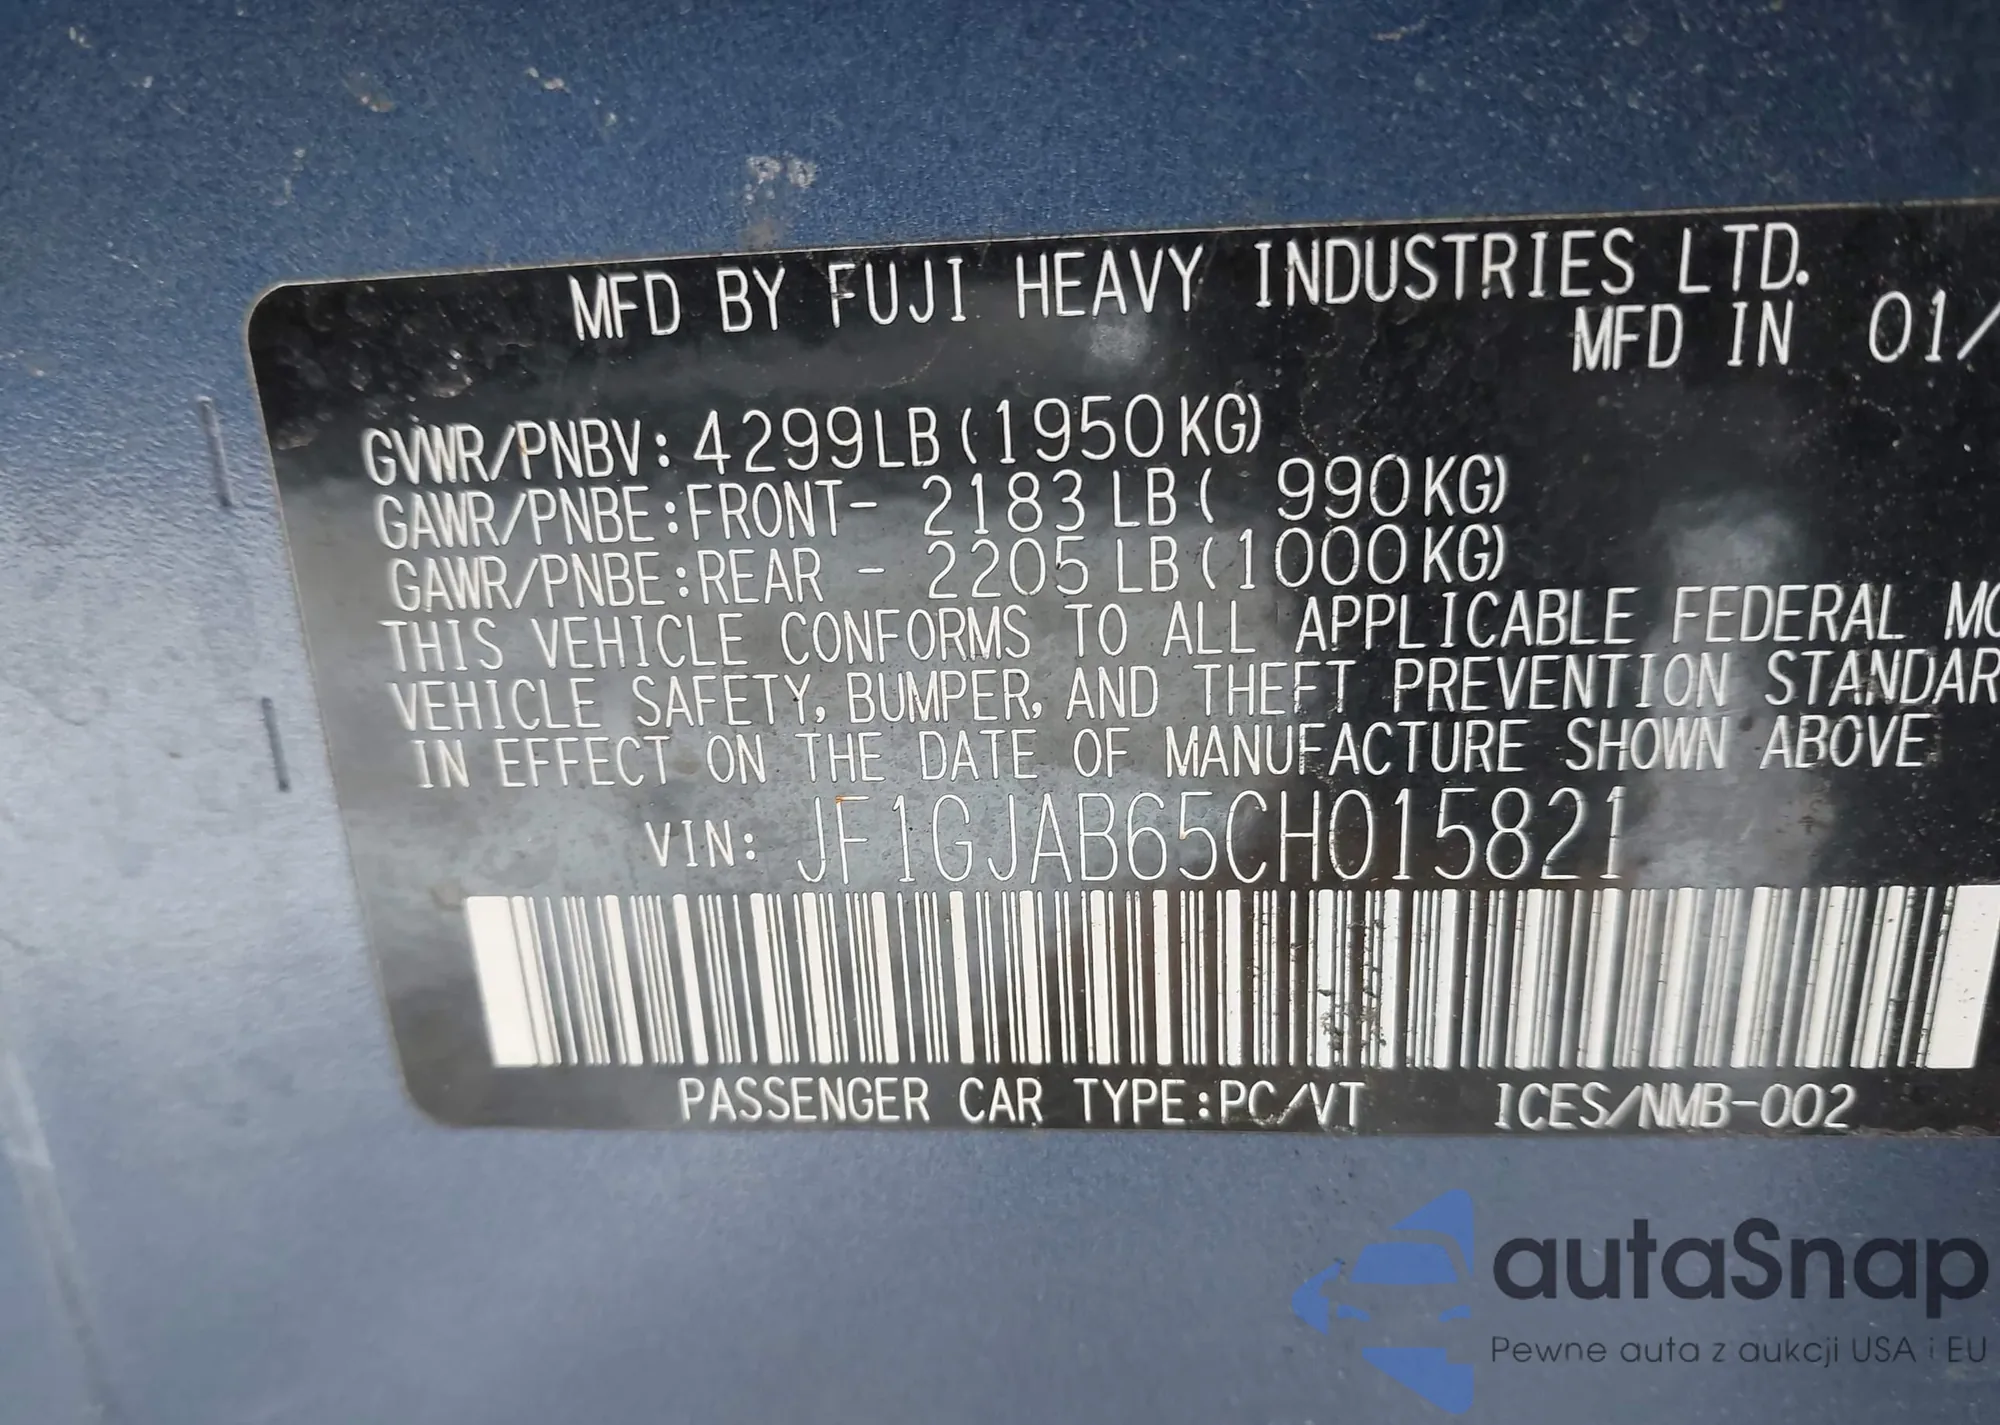 MFD BY FUJI HEAVY INDUSTRIES LTD.
MFD IN 01/
GVWR/PNBV: 4299LB (1950KG)
GAWR/PNBE:FRONT- 2183 LB ( 990KG)
GAWR/PNBE:REAR - 2205 LB (1000KG)
THIS VEHICLE CONFORMS TO ALL APPLICABLE FEDERAL MO
VEHICLE SAFETY, BUMPER, AND THEFT PREVENTION STANDAR
IN EFFECT ON THE DATE OF MANUFACTURE SHOWN ABOVE
VIN: JF1GJAB65CH015821
PASSENGER CAR TYPE:PC/VT ICES/NMB-002
autaSnap
Pewne auta z aukcji USA i EU